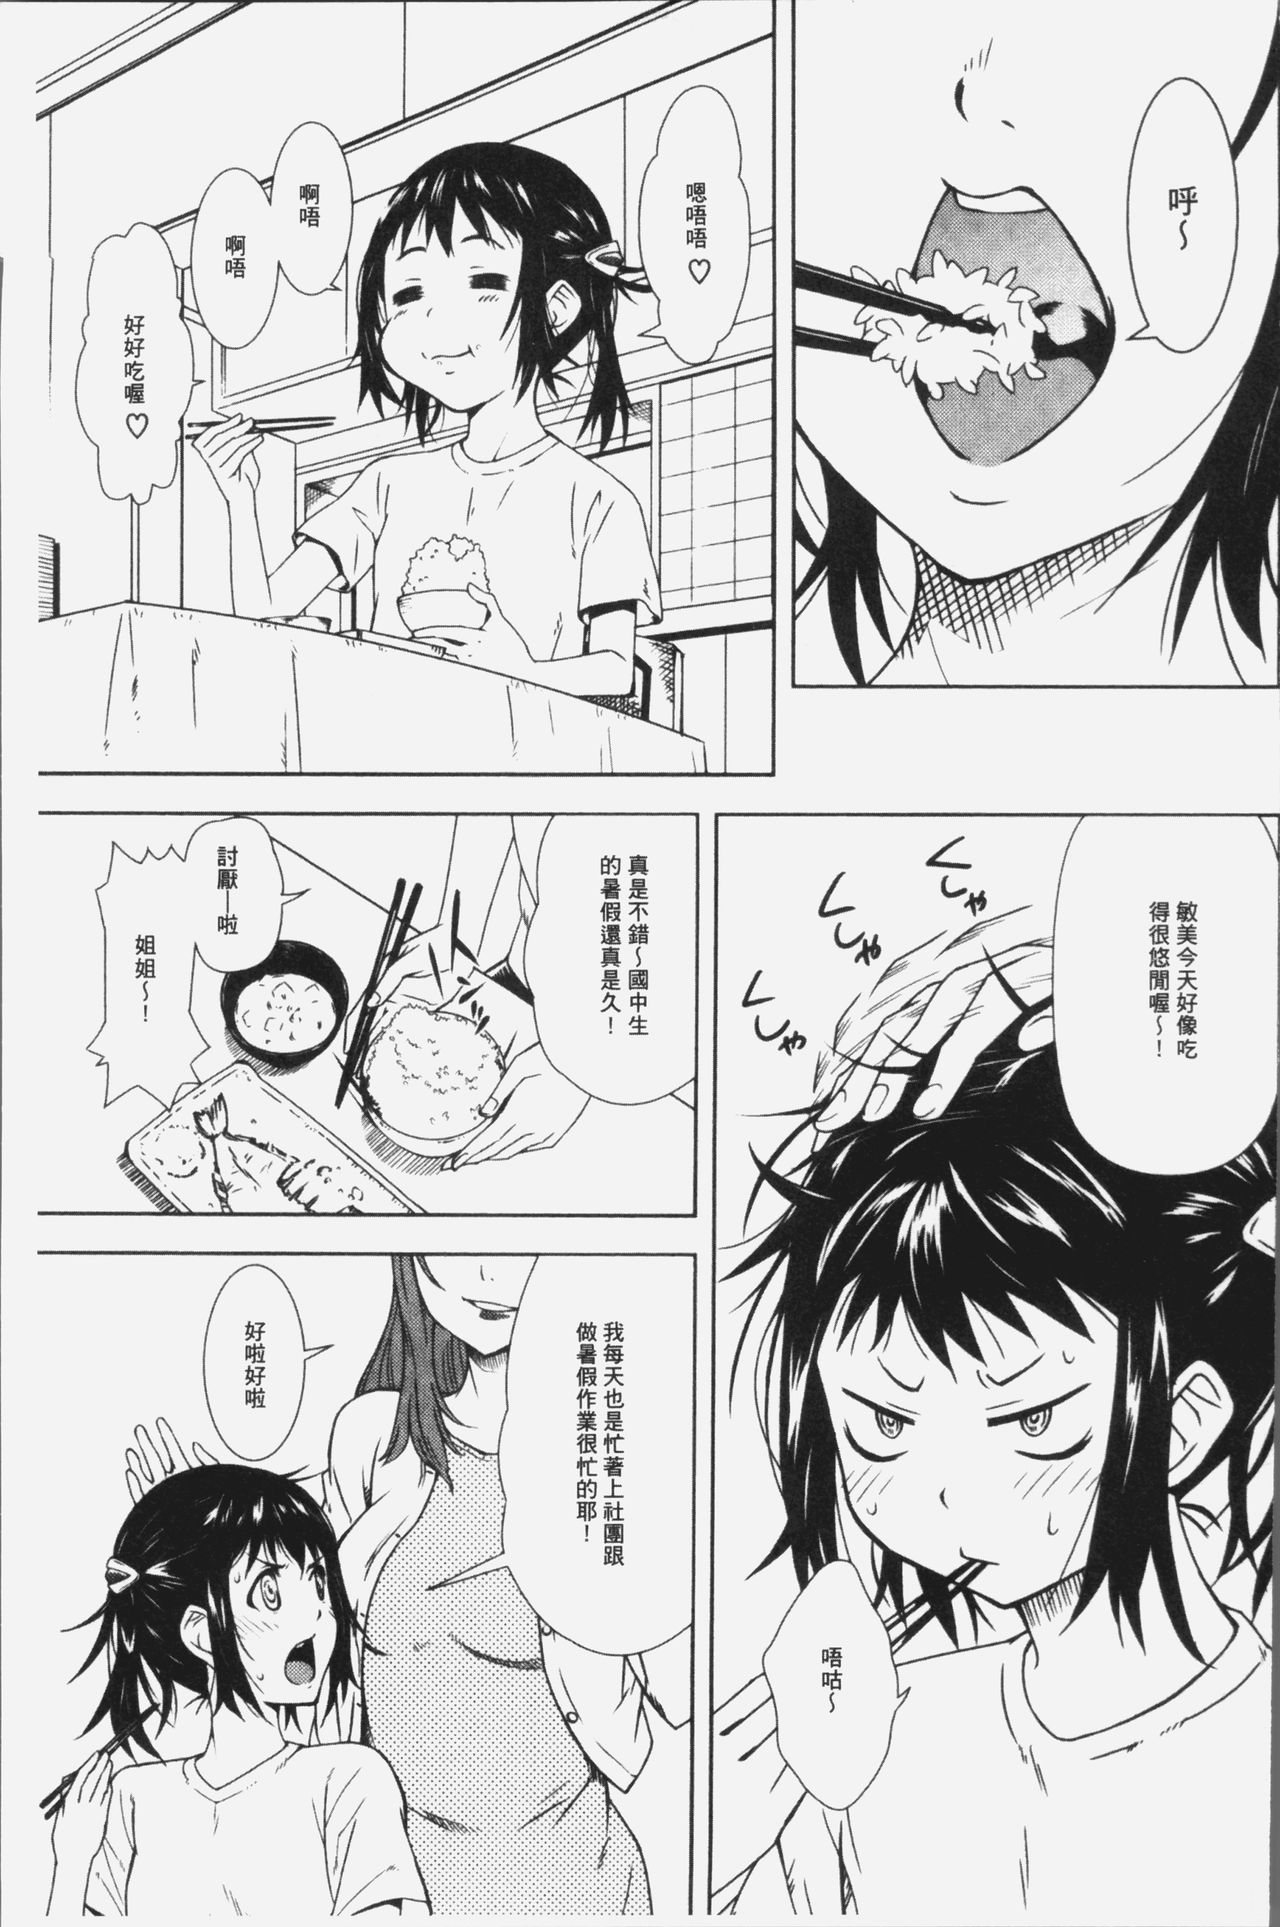 呼～
嗯唔唔♡
啊唔
啊唔
好好吃喔♡
敏美今天好像吃
得很悠閒喔～！
くしゃ
くしゃ
くしゃ
唔咕～
真是不錯～國中生
的暑假還真是久！
討厭—啦
姐姐～！
我每天也是忙著上社團跟
做暑假作業很忙的耶！
好啦好啦